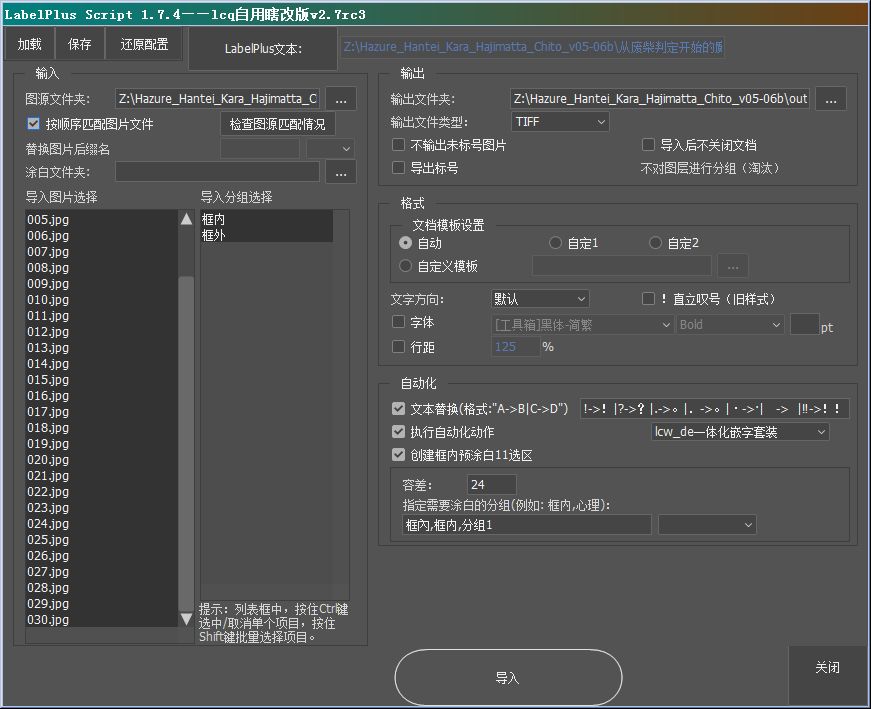 LabelPlus Script 1.7.4——lcq自用瞎改版v2.7rc3
加载 保存 还原配置 LabelPlus文本: Z:\Hazure_Hantei_Kara_Hajimatta_Chito_v05-06b\从废柴判定开始的
输入
图源文件夹: Z:\Hazure_Hantei_Kara_Hajimatta_C ...
按顺序匹配图片文件 检查图源匹配情况
替换图片后缀名
涂白文件夹: ...
导入图片选择 导入分组选择
005.jpg
006.jpg
007.jpg
008.jpg
009.jpg
010.jpg
011.jpg
012.jpg
013.jpg
014.jpg
015.jpg
016.jpg
017.jpg
018.jpg
019.jpg
020.jpg
021.jpg
022.jpg
023.jpg
024.jpg
025.jpg
026.jpg
027.jpg
028.jpg
029.jpg
030.jpg
框内
框外
提示：列表框中，按住Ctrl键
选中/取消单个项目，按住
Shift键批量选择项目。
输出
输出文件夹: Z:\Hazure_Hantei_Kara_Hajimatta_Chito_v05-06b\out ...
输出文件类型: TIFF
不输出未标号图片 导入后不关闭文档
导出标号 不对图层进行分组（淘汰）
格式
文档模板设置
自动 自定1 自定2
自定义模板 ...
文字方向: 默认 ！直立叹号（旧样式）
字体 [工具箱]黑体-简繁 Bold pt
行距 125 %
自动化
文本替换(格式:"A->B|C->D") !->！|?->？|.->。|．->。|・->·|　->　|‼->！！
执行自动化动作 lcw_de一体化嵌字套装
创建框内预涂白11选区
容差: 24
指定需要涂白的分组(例如: 框内,心理):
框內,框内,分组1
导入
关闭